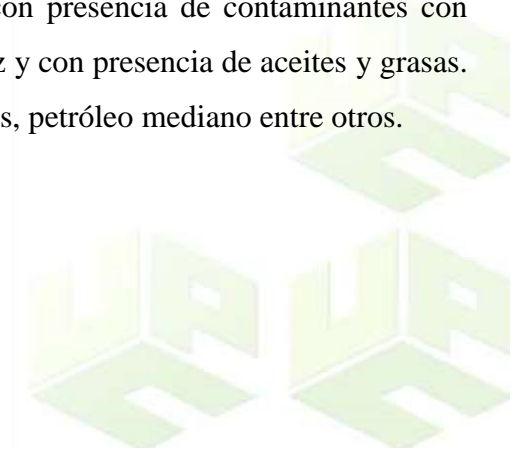 con presencia de contaminantes con
z y con presencia de aceites y grasas.
s, petróleo mediano entre otros.